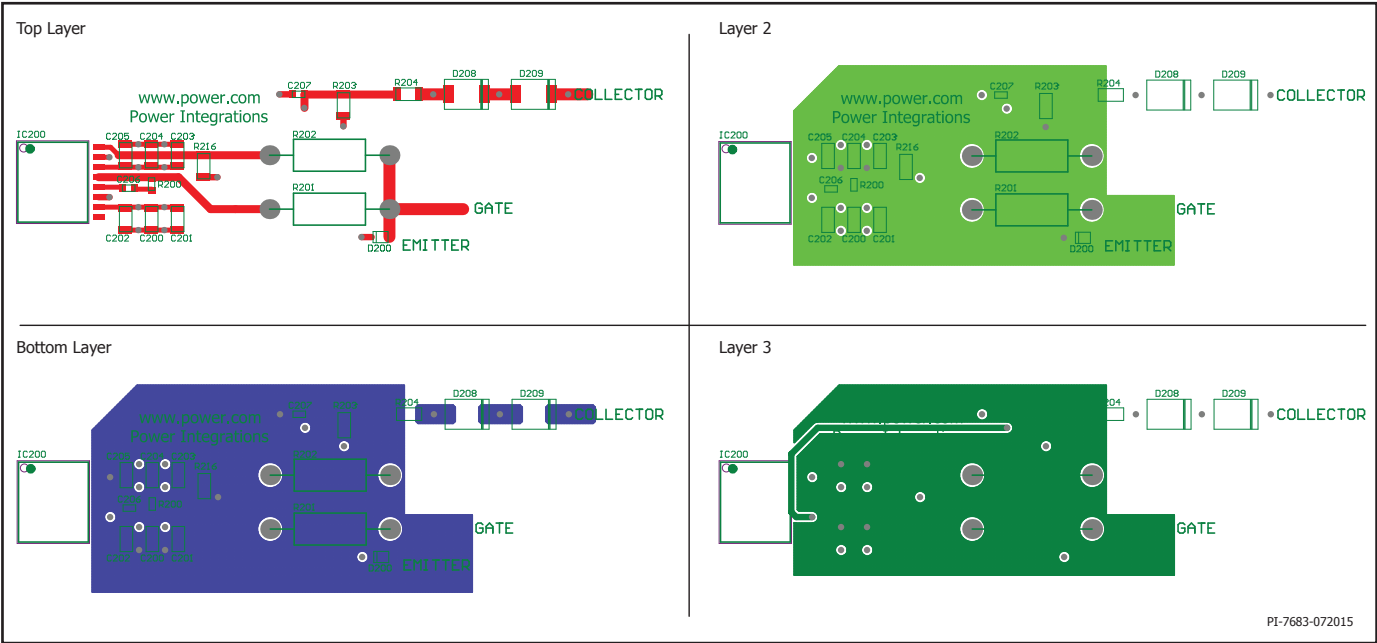 Top Layer
C207
R203
R204
D208
D209
COLLECTOR
www.power.com
Power Integrations
IC200
C205 C204 C203
R216
R202
C206
R200
R201
GATE
C202 C200 C201
D200
EMITTER
Layer 2
C207
R203
R204
D208
D209
COLLECTOR
www.power.com
Power Integrations
IC200
C205 C204 C203
R216
R202
C206
R200
R201
GATE
C202 C200 C201
D200
EMITTER
Bottom Layer
D208
D209
COLLECTOR
www.power.com
Power Integrations
IC200
GATE
EMITTER
Layer 3
D208
D209
COLLECTOR
IC200
GATE
PI-7683-072015